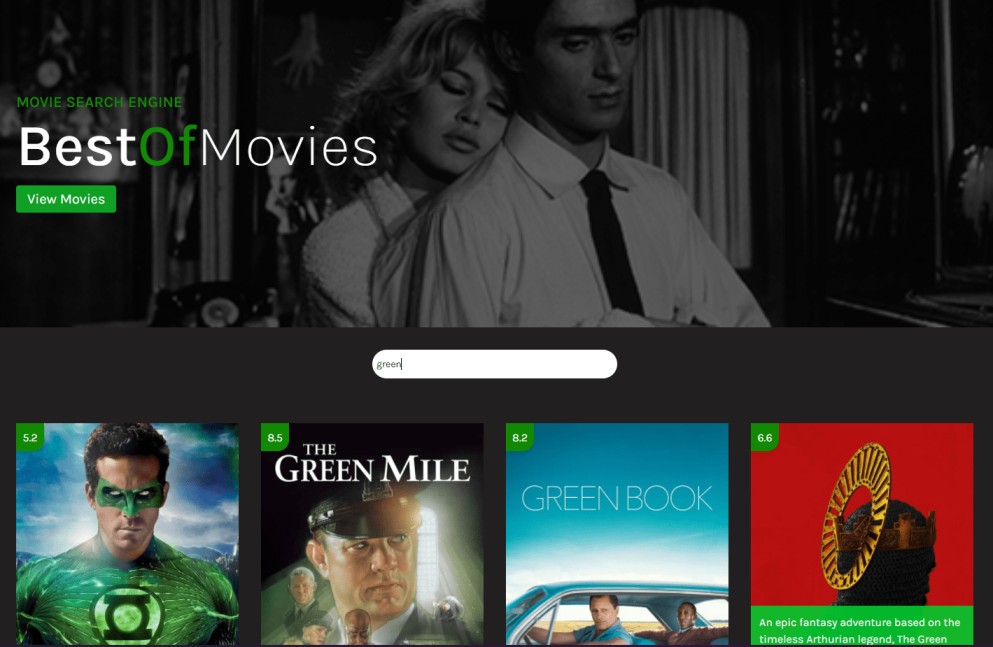 MOVIE SEARCH ENGINE
BestOfMovies
View Movies
green
5.2
8.5
THE
GREEN MILE
8.2
GREEN BOOK
6.6
An epic fantasy adventure based on the
timeless Arthurian legend, The Green